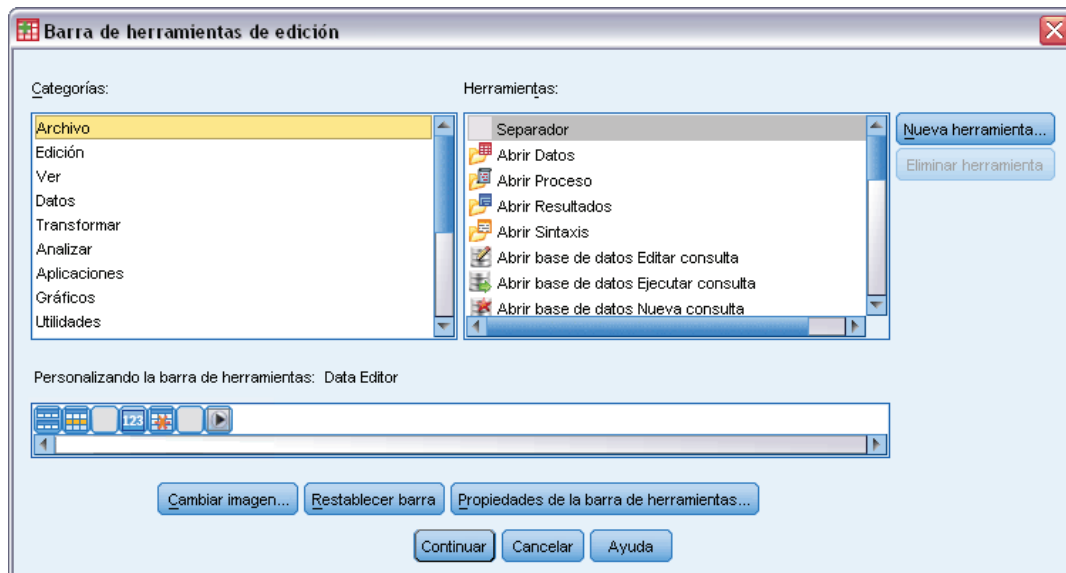 Barra de herramientas de edición
Categorías:
Herramientas:
Archivo
Edición
Ver
Datos
Transformar
Analizar
Aplicaciones
Gráficos
Utilidades
Separador
Abrir Datos
Abrir Proceso
Abrir Resultados
Abrir Sintaxis
Abrir base de datos Editar consulta
Abrir base de datos Ejecutar consulta
Abrir base de datos Nueva consulta
Nueva herramienta...
Eliminar herramienta
Personalizando la barra de herramientas: Data Editor
123
Cambiar imagen...
Restablecer barra
Propiedades de la barra de herramientas...
Continuar
Cancelar
Ayuda